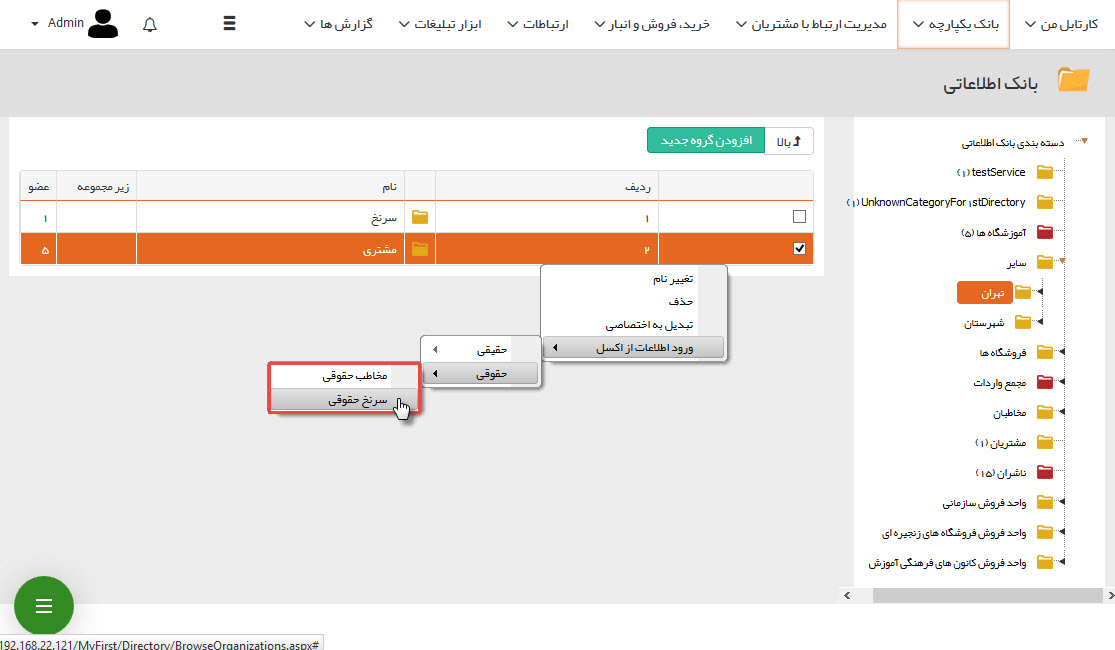 کارتابل من
بانک یکپارچه
مدیریت ارتباط با مشتریان
خرید، فروش و انبار
ارتباطات
ابزار تبلیغات
گزارش ها
Admin
بانک اطلاعاتی
دسته بندی بانک اطلاعاتی
testService (۱)
UnknownCategoryFor۱stDirectory (۱)
آموزشگاه ها (۵)
سایر
تهران
شهرستان
فروشگاه ها
مجمع واردات
مخاطبان
مشتریان (۱)
ناشران (۱۵)
واحد فروش سازمانی
واحد فروش فروشگاه های زنجیره ای
واحد فروش کانون های فرهنگی آموزش
بالا
افزودن گروه جدید
ردیف نام زیر مجموعه عضو
۱ سرنخ ۱
۲ مشتری ۵
تغییر نام
حذف
تبدیل به اختصاصی
ورود اطلاعات از اکسل
حقیقی
حقوقی
مخاطب حقوقی
سرنخ حقوقی
192.168.22.121/MyFirst/Directory/BrowseOrganizations.aspx#